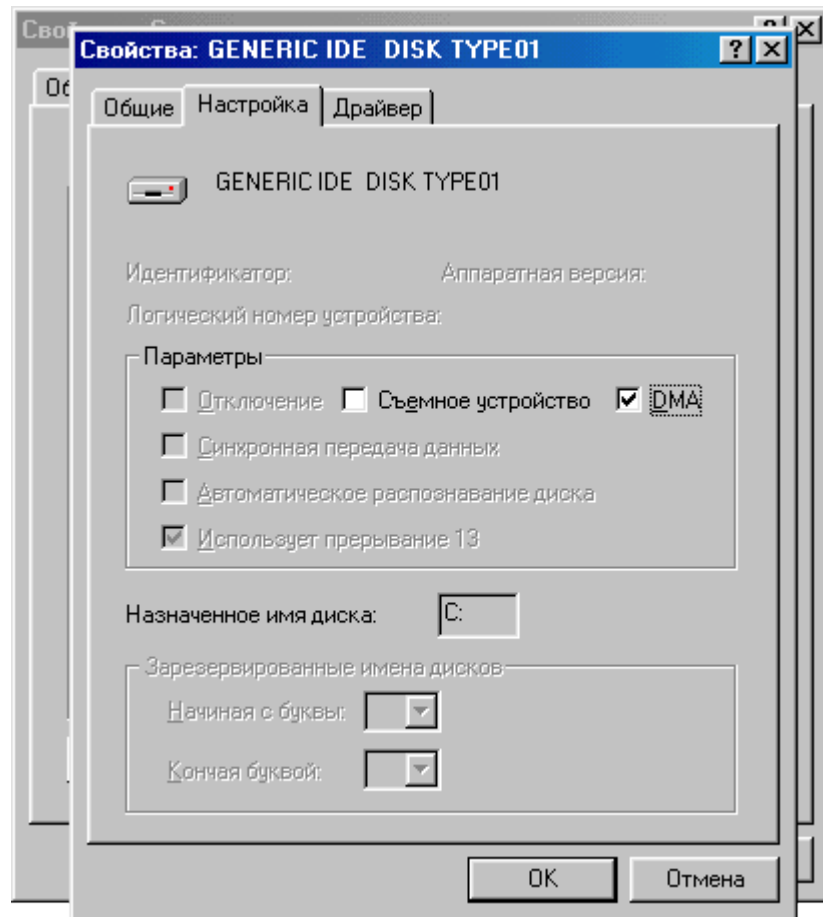 Свойства: GENERIC IDE DISK TYPE01
Об
Общие Настройка Драйвер
GENERIC IDE DISK TYPE01
Идентификатор: Аппаратная версия:
Логический номер устройства:
Параметры
Отключение Съемное устройство DMA
Синхронная передача данных
Автоматическое распознавание диска
Использует прерывание 13
Назначенное имя диска: C:
Зарезервированные имена дисков
Начиная с буквы:
Кончая буквой:
OK Отмена